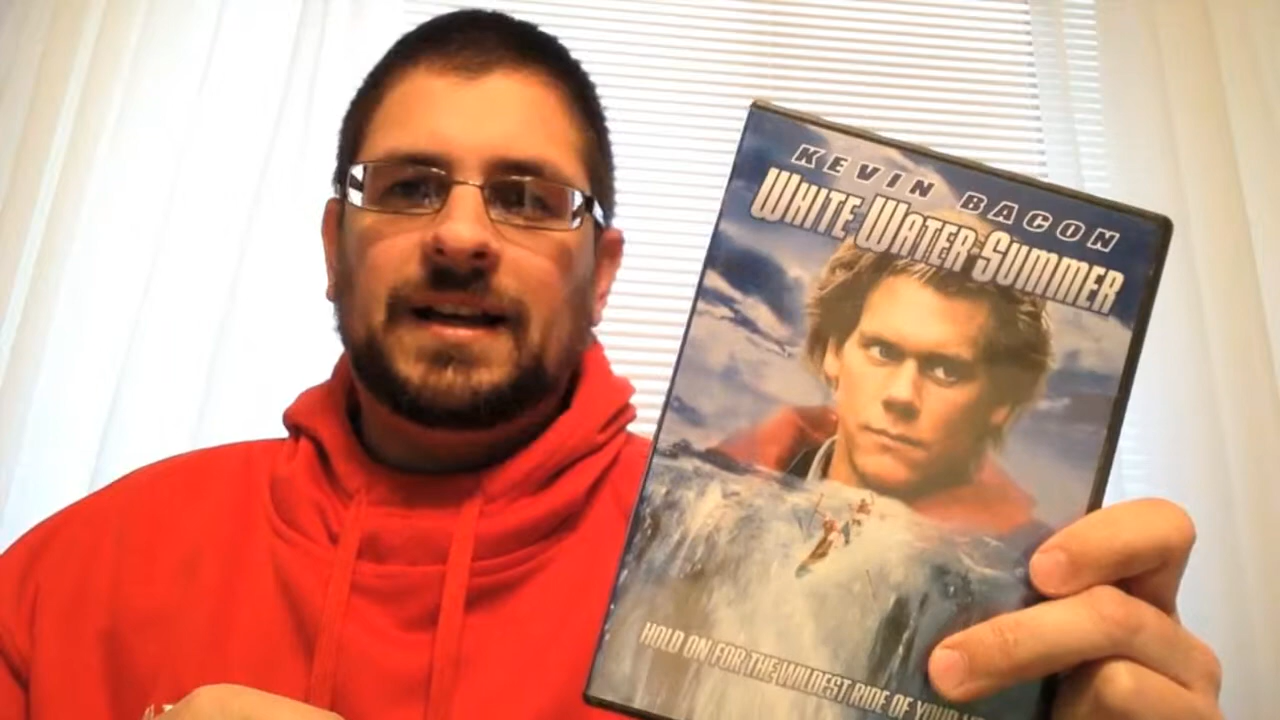 KEVIN BACON
WHITE WATER SUMMER
HOLD ON FOR THE WILDEST RIDE OF YOUR